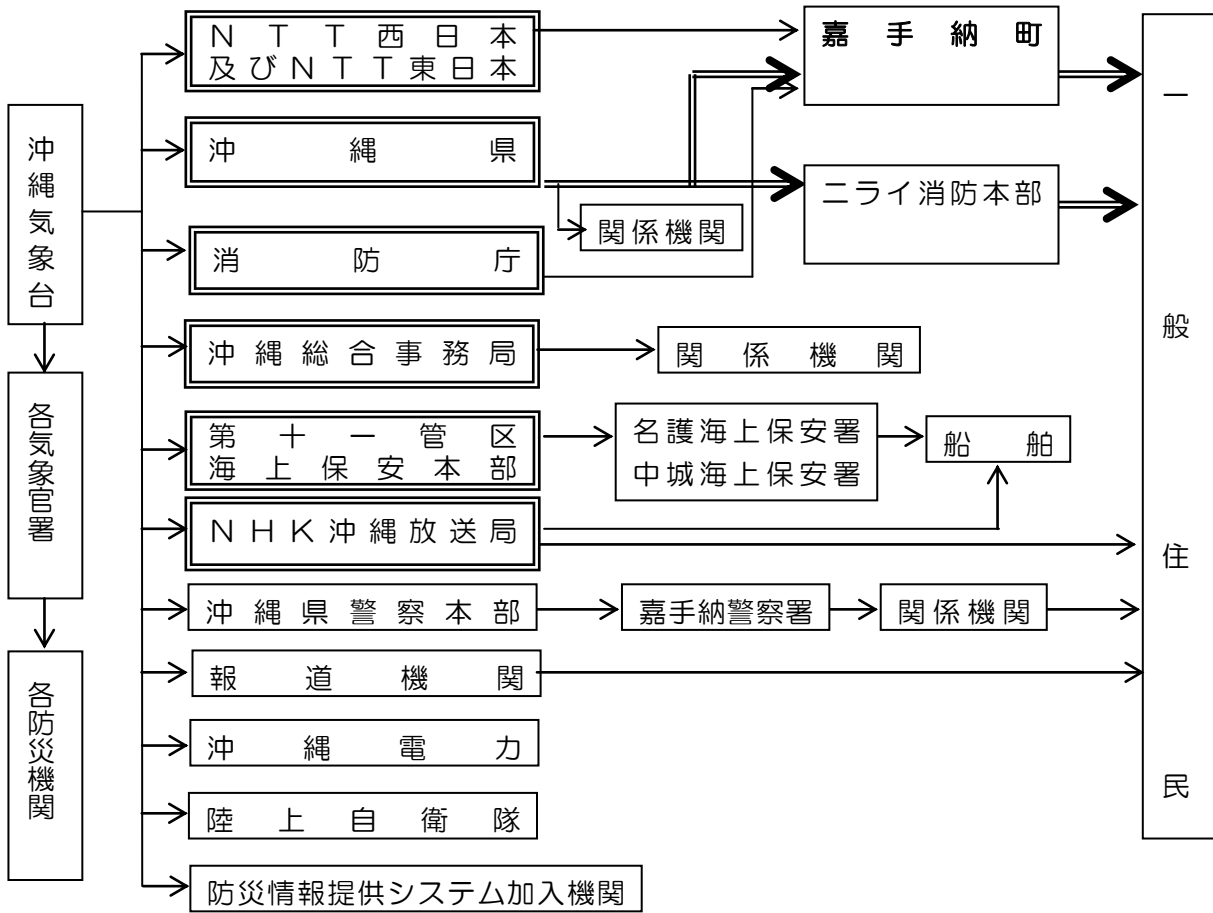 沖縄気象台
各気象官署
各防災機関
NTT西日本
及びNTT東日本
沖縄県
消防庁
沖縄総合事務局
第十一管区
海上保安本部
NHK沖縄放送局
沖縄県警察本部
報道機関
沖縄電力
陸上自衛隊
防災情報提供システム加入機関
関係機関
関係機関
名護海上保安署
中城海上保安署
船舶
嘉手納警察署
関係機関
嘉手納町
ニライ消防本部
一般住民